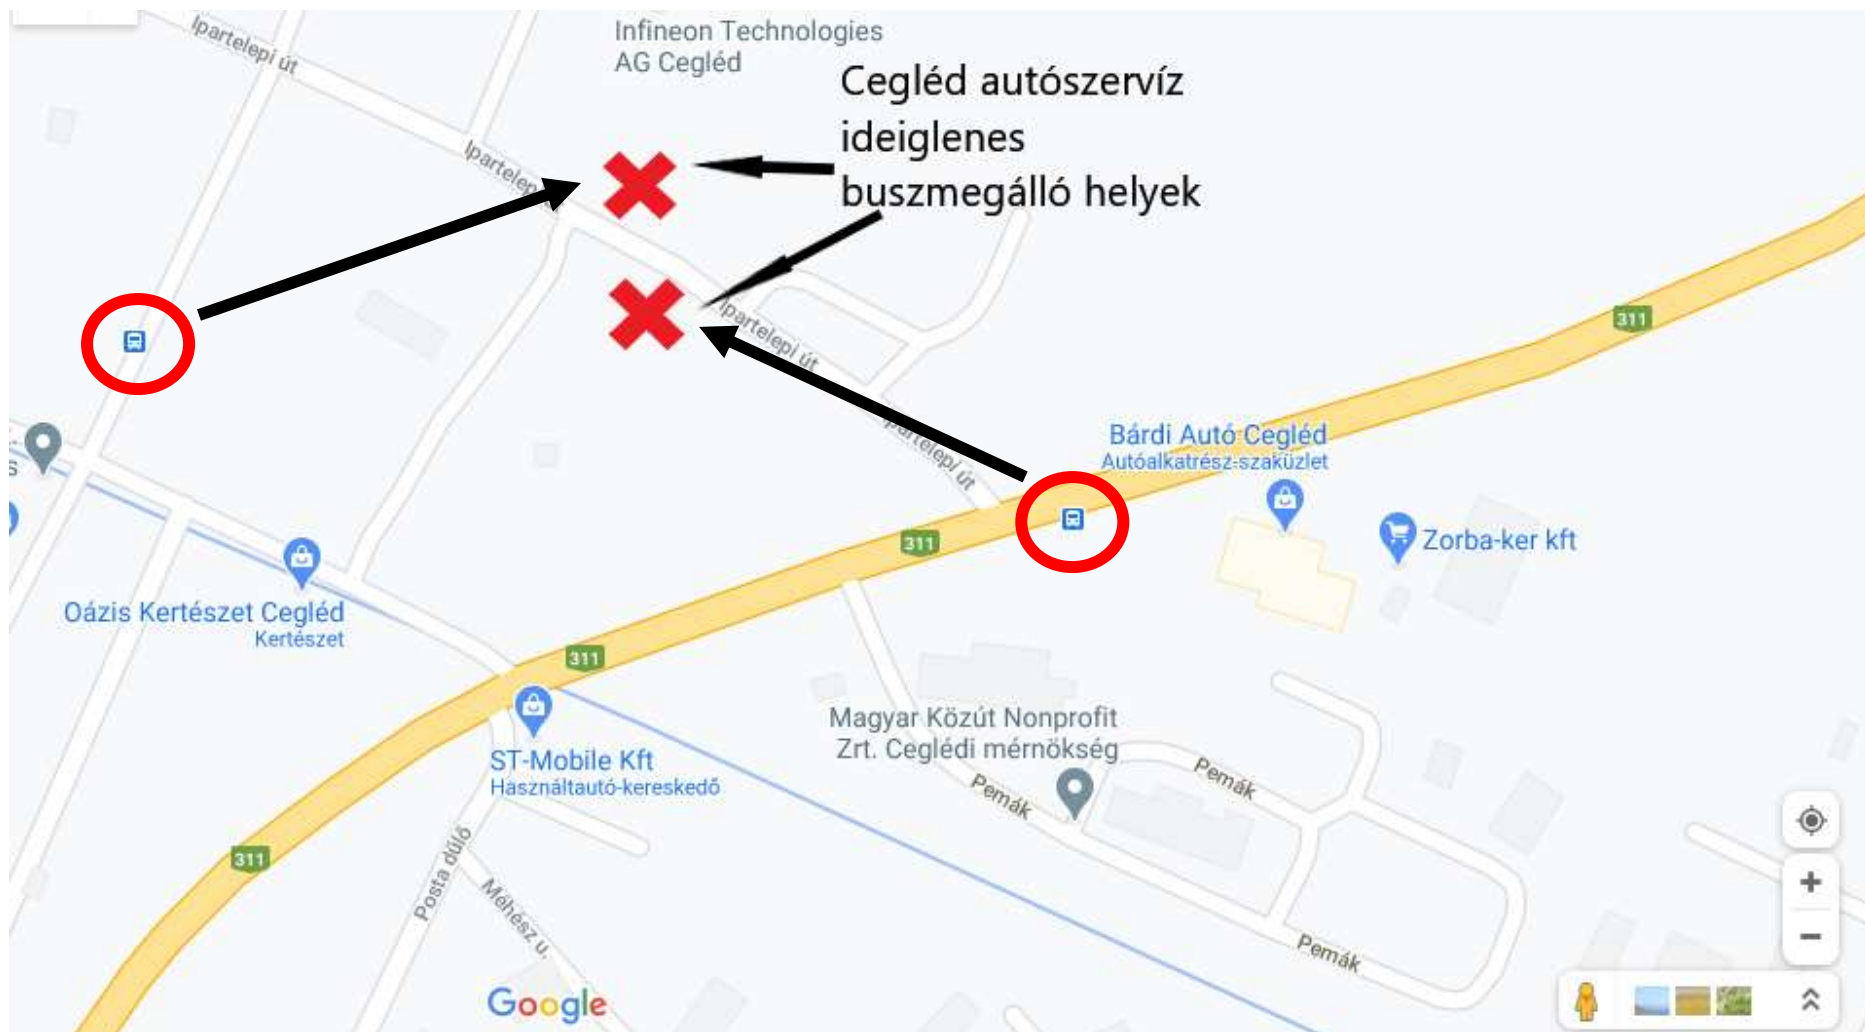 Ipartelepi út
Infineon Technologies
AG Cegléd
Cegléd autószervíz
ideiglenes
buszmegálló helyek
Ipartelepi út
311
Ipartelepi út
Bárdi Autó Cegléd
Autóalkatrész-szaküzlet
311
Zorba-ker kft
Oázis Kertészet Cegléd
Kertészet
311
Magyar Közút Nonprofit
Zrt. Ceglédi mérnökség
ST-Mobile Kft
Használtautó-kereskedő
Pemák
Pemák
311
Posta dűlő
Méhész u.
Pemák
Google